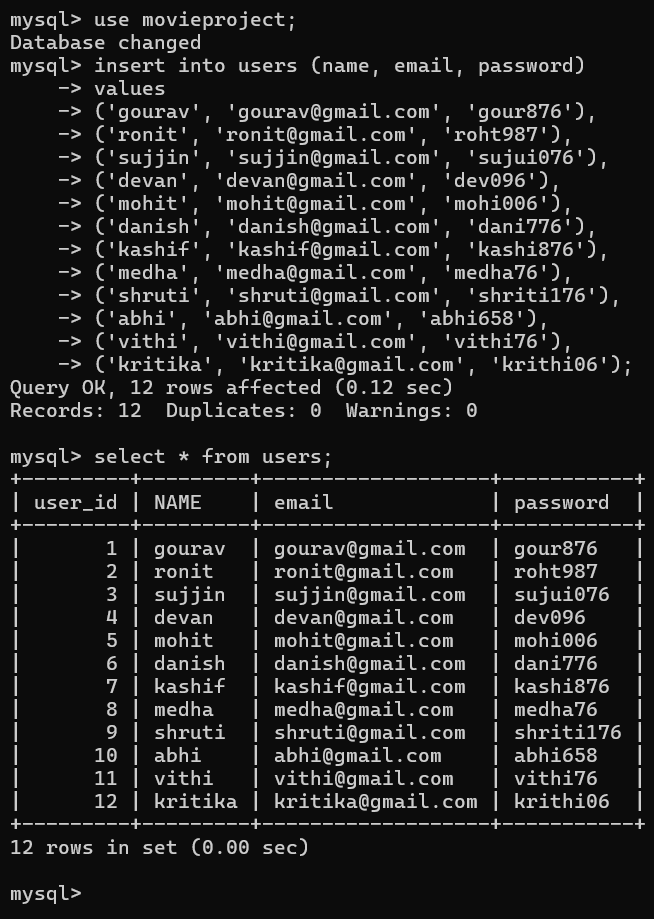 mysql> use movieproject;
Database changed
mysql> insert into users (name, email, password)
    -> values
    -> ('gourav', 'gourav@gmail.com', 'gour876'),
    -> ('ronit', 'ronit@gmail.com', 'roht987'),
    -> ('sujjin', 'sujjin@gmail.com', 'sujui076'),
    -> ('devan', 'devan@gmail.com', 'dev096'),
    -> ('mohit', 'mohit@gmail.com', 'mohi006'),
    -> ('danish', 'danish@gmail.com', 'dani776'),
    -> ('kashif', 'kashif@gmail.com', 'kashi876'),
    -> ('medha', 'medha@gmail.com', 'medha76'),
    -> ('shruti', 'shruti@gmail.com', 'shriti176'),
    -> ('abhi', 'abhi@gmail.com', 'abhi658'),
    -> ('vithi', 'vithi@gmail.com', 'vithi76'),
    -> ('kritika', 'kritika@gmail.com', 'krithi06');
Query OK, 12 rows affected (0.12 sec)
Records: 12  Duplicates: 0  Warnings: 0

mysql> select * from users;
+---------+---------+-------------------+-----------+
| user_id | NAME    | email             | password  |
+---------+---------+-------------------+-----------+
|       1 | gourav  | gourav@gmail.com  | gour876   |
|       2 | ronit   | ronit@gmail.com   | roht987   |
|       3 | sujjin  | sujjin@gmail.com  | sujui076  |
|       4 | devan   | devan@gmail.com   | dev096    |
|       5 | mohit   | mohit@gmail.com   | mohi006   |
|       6 | danish  | danish@gmail.com  | dani776   |
|       7 | kashif  | kashif@gmail.com  | kashi876  |
|       8 | medha   | medha@gmail.com   | medha76   |
|       9 | shruti  | shruti@gmail.com  | shriti176 |
|      10 | abhi    | abhi@gmail.com    | abhi658   |
|      11 | vithi   | vithi@gmail.com   | vithi76   |
|      12 | kritika | kritika@gmail.com | krithi06  |
+---------+---------+-------------------+-----------+
12 rows in set (0.00 sec)

mysql>